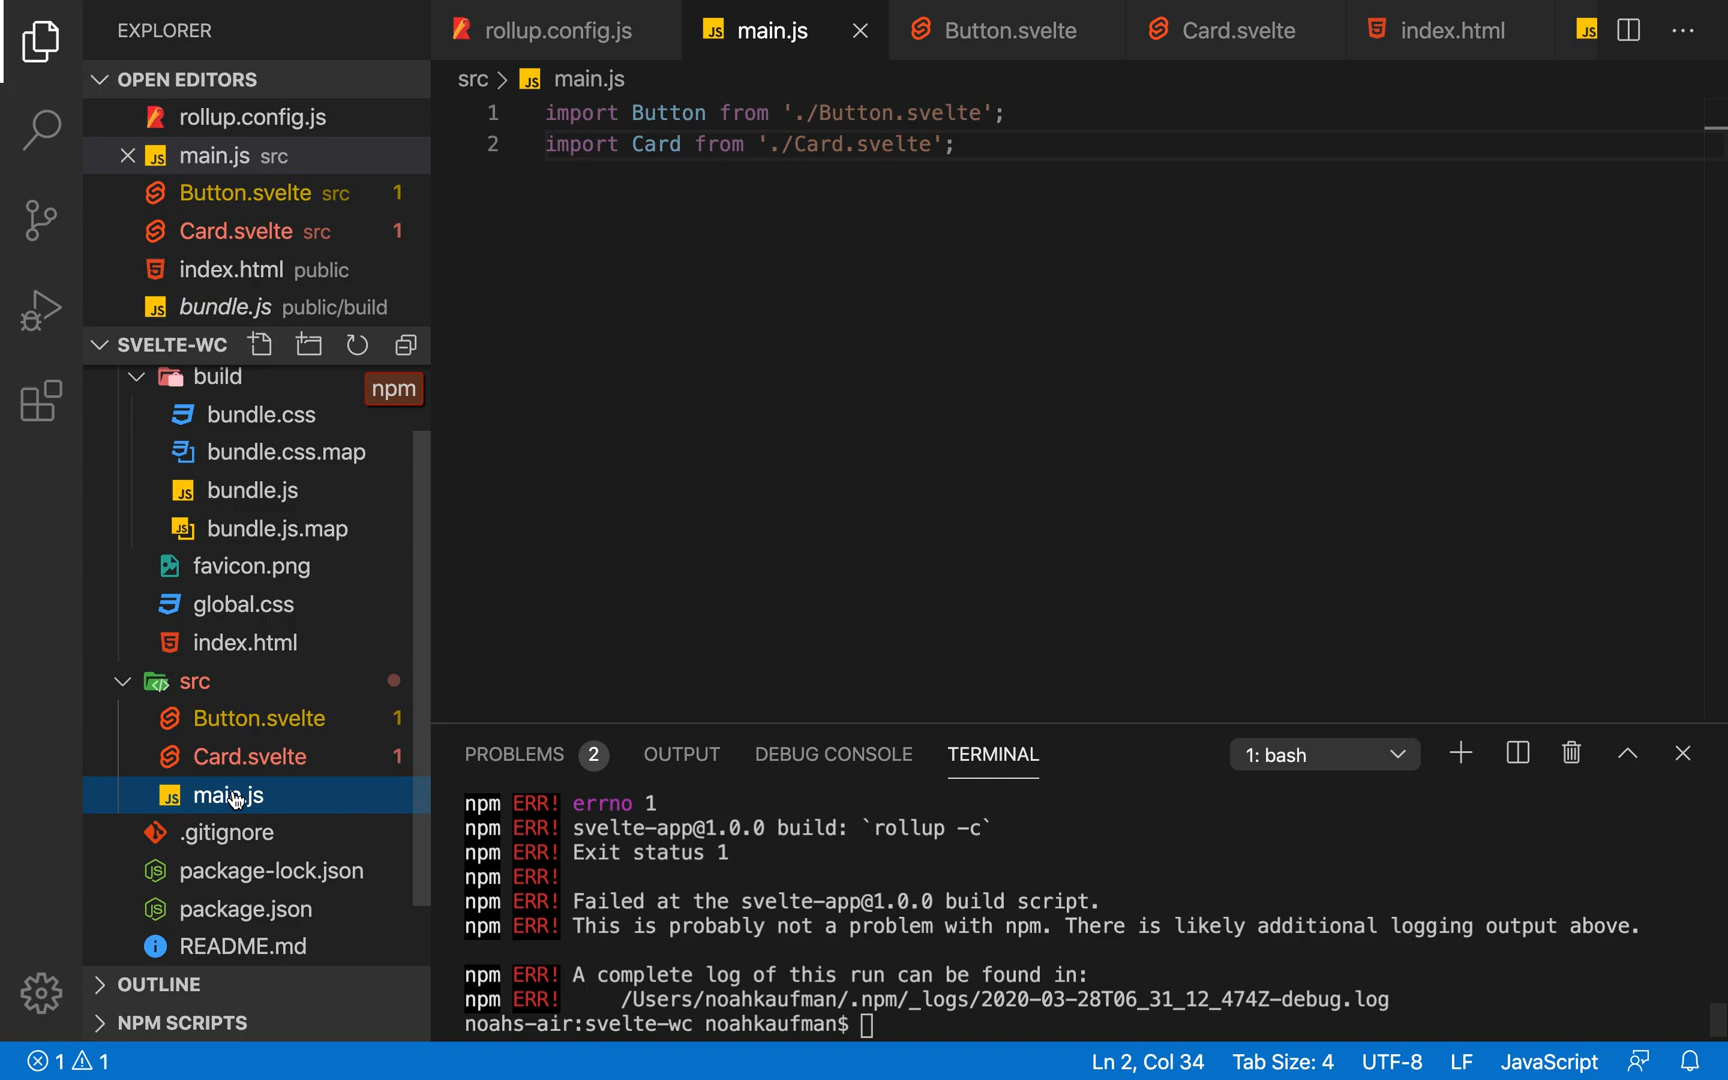 EXPLORER
OPEN EDITORS
rollup.config.js
main.js src
Button.svelte src 1
Card.svelte src 1
index.html public
bundle.js public/build
SVELTE-WC
build
npm
bundle.css
bundle.css.map
bundle.js
bundle.js.map
favicon.png
global.css
index.html
src
Button.svelte 1
Card.svelte 1
main.js
.gitignore
package-lock.json
package.json
README.md
OUTLINE
NPM SCRIPTS
rollup.config.js main.js Button.svelte Card.svelte index.html
src > main.js
1 import Button from './Button.svelte';
2 import Card from './Card.svelte';
PROBLEMS 2 OUTPUT DEBUG CONSOLE TERMINAL 1: bash
npm ERR! errno 1
npm ERR! svelte-app@1.0.0 build: `rollup -c`
npm ERR! Exit status 1
npm ERR!
npm ERR! Failed at the svelte-app@1.0.0 build script.
npm ERR! This is probably not a problem with npm. There is likely additional logging output above.
npm ERR! A complete log of this run can be found in:
npm ERR!     /Users/noahkaufman/.npm/_logs/2020-03-28T06_31_12_474Z-debug.log
noahs-air:svelte-wc noahkaufman$
1 1 Ln 2, Col 34 Tab Size: 4 UTF-8 LF JavaScript